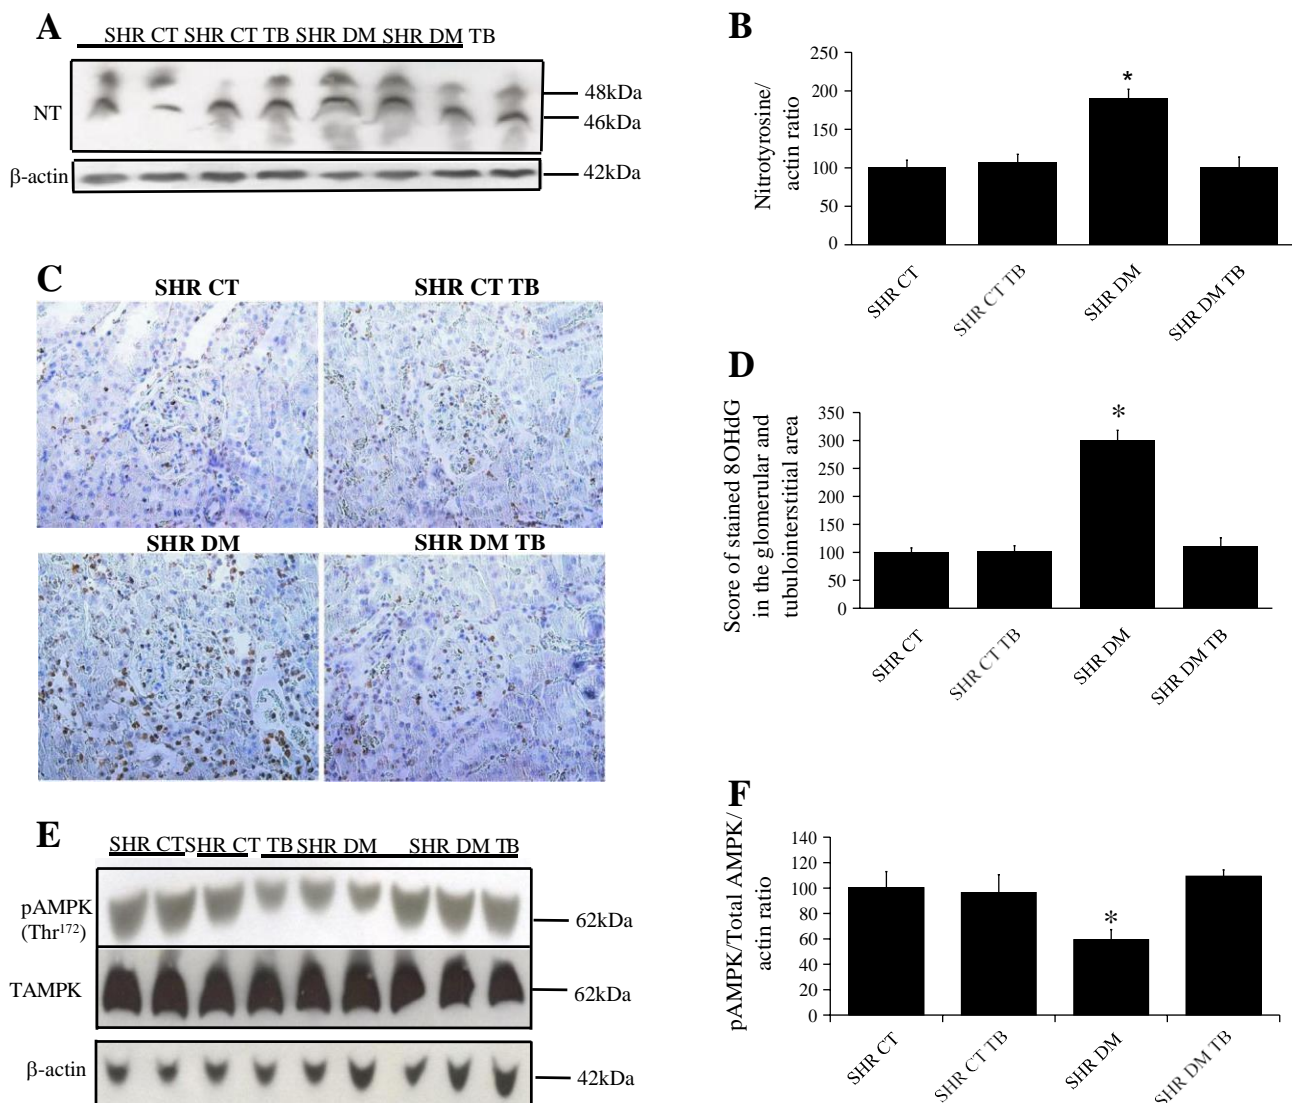 A
SHR CT SHR CT TB SHR DM SHR DM TB
NT
48kDa
46kDa
β-actin
42kDa
B
Nitrotyrosine/
actin ratio
250
200
150
100
50
0
*
SHR CT
SHR CT TB
SHR DM
SHR DM TB
C
SHR CT
SHR CT TB
SHR DM
SHR DM TB
D
Score of stained 8OHdG
in the glomerular and
tubulointerstitial area
350
300
250
200
150
100
50
0
*
SHR CT
SHR CT TB
SHR DM
SHR DM TB
E
SHR CT SHR CT TB SHR DM SHR DM TB
pAMPK
(Thr¹⁷²)
62kDa
TAMPK
62kDa
β-actin
42kDa
F
pAMPK/Total AMPK/
actin ratio
140
120
100
80
60
40
20
0
*
SHR CT
SHR CT TB
SHR DM
SHR DM TB